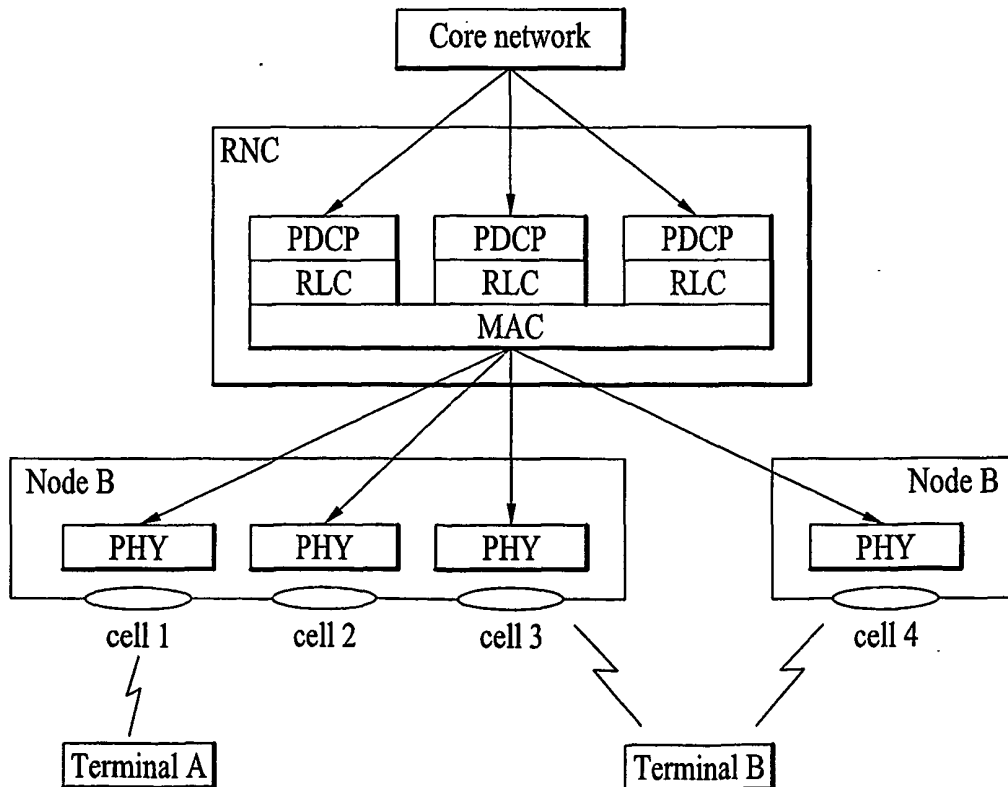 Core network
RNC
PDCP PDCP PDCP
RLC RLC RLC
MAC
Node B Node B
PHY PHY PHY PHY
cell 1 cell 2 cell 3 cell 4
Terminal A Terminal B